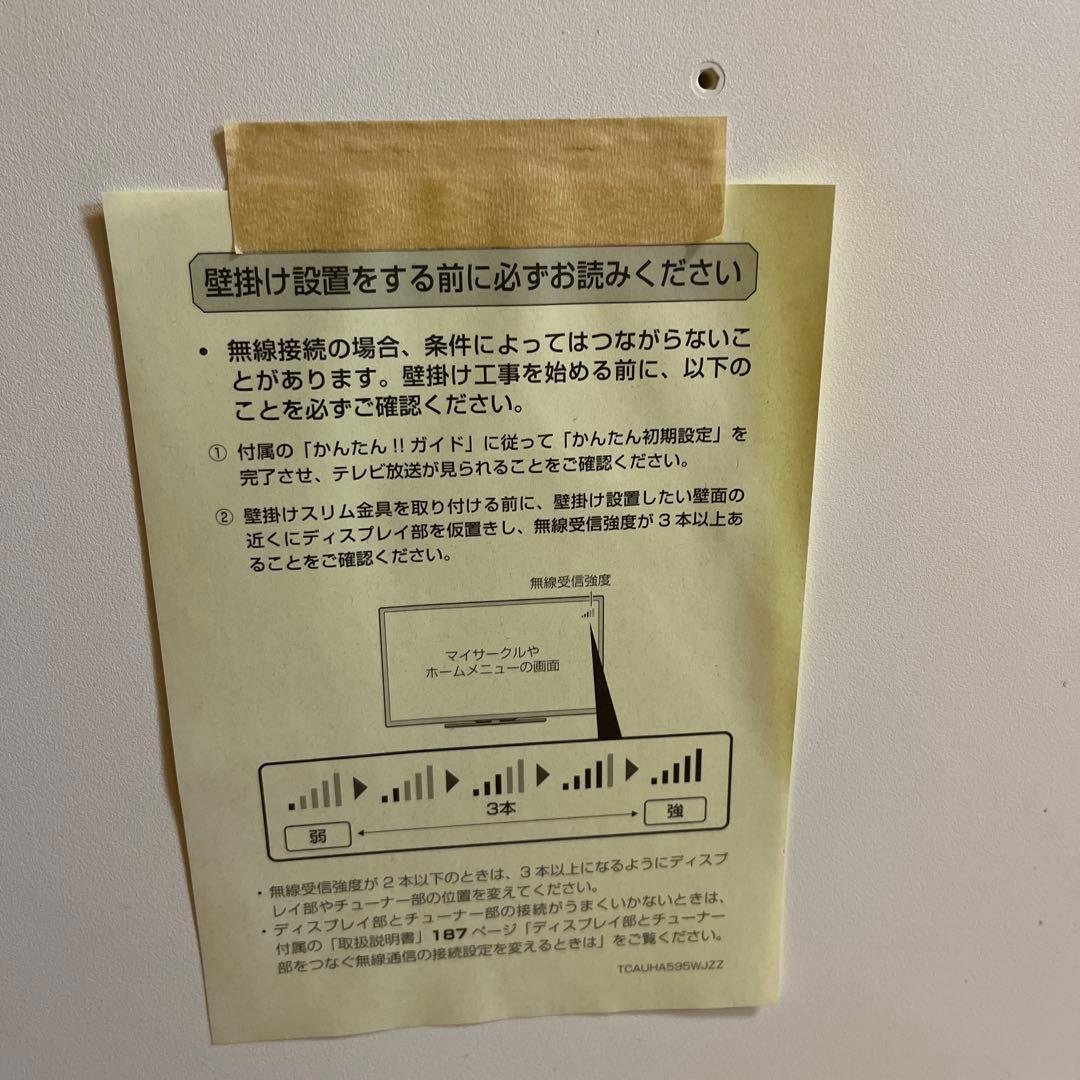 壁掛け設置をする前に必ずお読みください
• 無線接続の場合、条件によってはつながらないこ
とがあります。壁掛け工事を始める前に、以下の
ことを必ずご確認ください。
① 付属の「かんたん!!ガイド」に従って「かんたん初期設定」を
完了させ、テレビ放送が見られることをご確認ください。
② 壁掛けスリム金具を取り付ける前に、壁掛け設置したい壁面の
近くにディスプレイ部を仮置きし、無線受信強度が3本以上あ
ることをご確認ください。
無線受信強度
マイサークルや
ホームメニューの画面
3本
弱
強
・無線受信強度が2本以下のときは、3本以上になるようにディスプ
レイ部やチューナー部の位置を変えてください。
・ディスプレイ部とチューナー部の接続がうまくいかないときは、
付属の「取扱説明書」187ページ「ディスプレイ部とチューナー
部をつなぐ無線通信の接続設定を変えるときは」をご覧ください。
TCAUHA595WJZZ